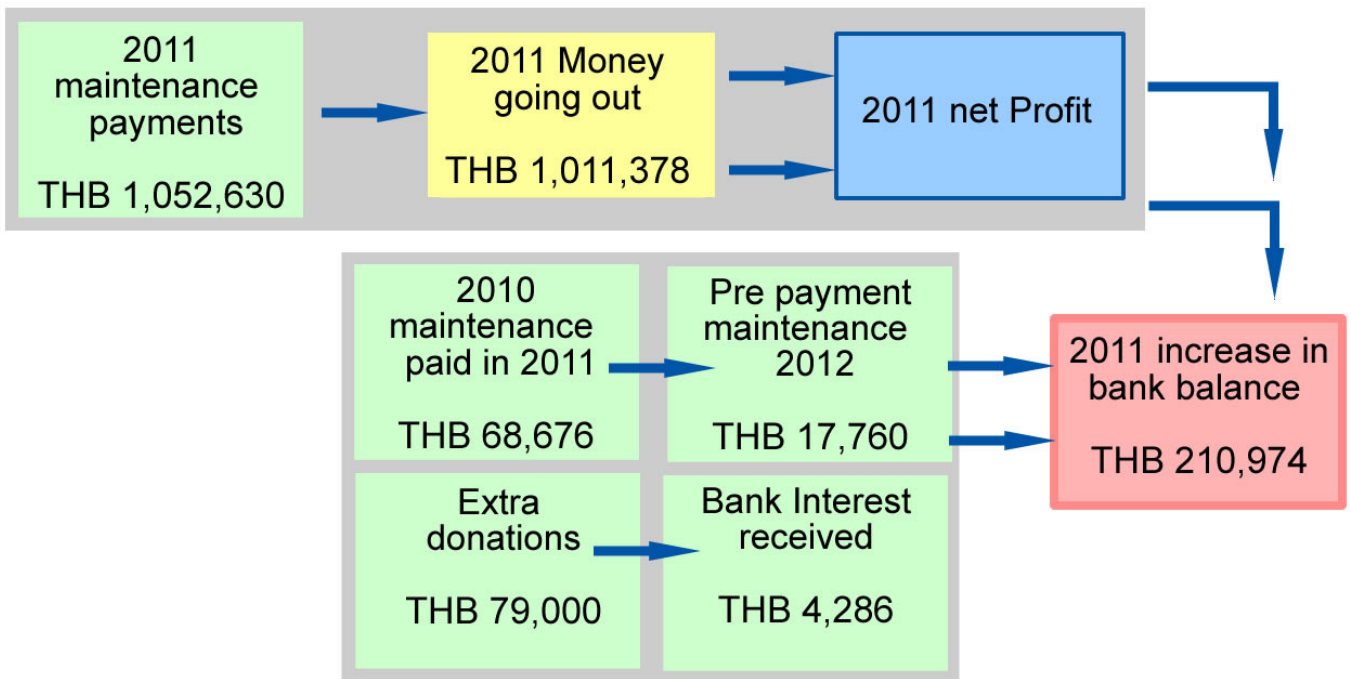 2011
maintenance
payments
THB 1,052,630
2011 Money
going out
THB 1,011,378
2011 net Profit
2010
maintenance
paid in 2011
THB 68,676
Pre payment
maintenance
2012
THB 17,760
Extra
donations
THB 79,000
Bank Interest
received
THB 4,286
2011 increase in
bank balance
THB 210,974